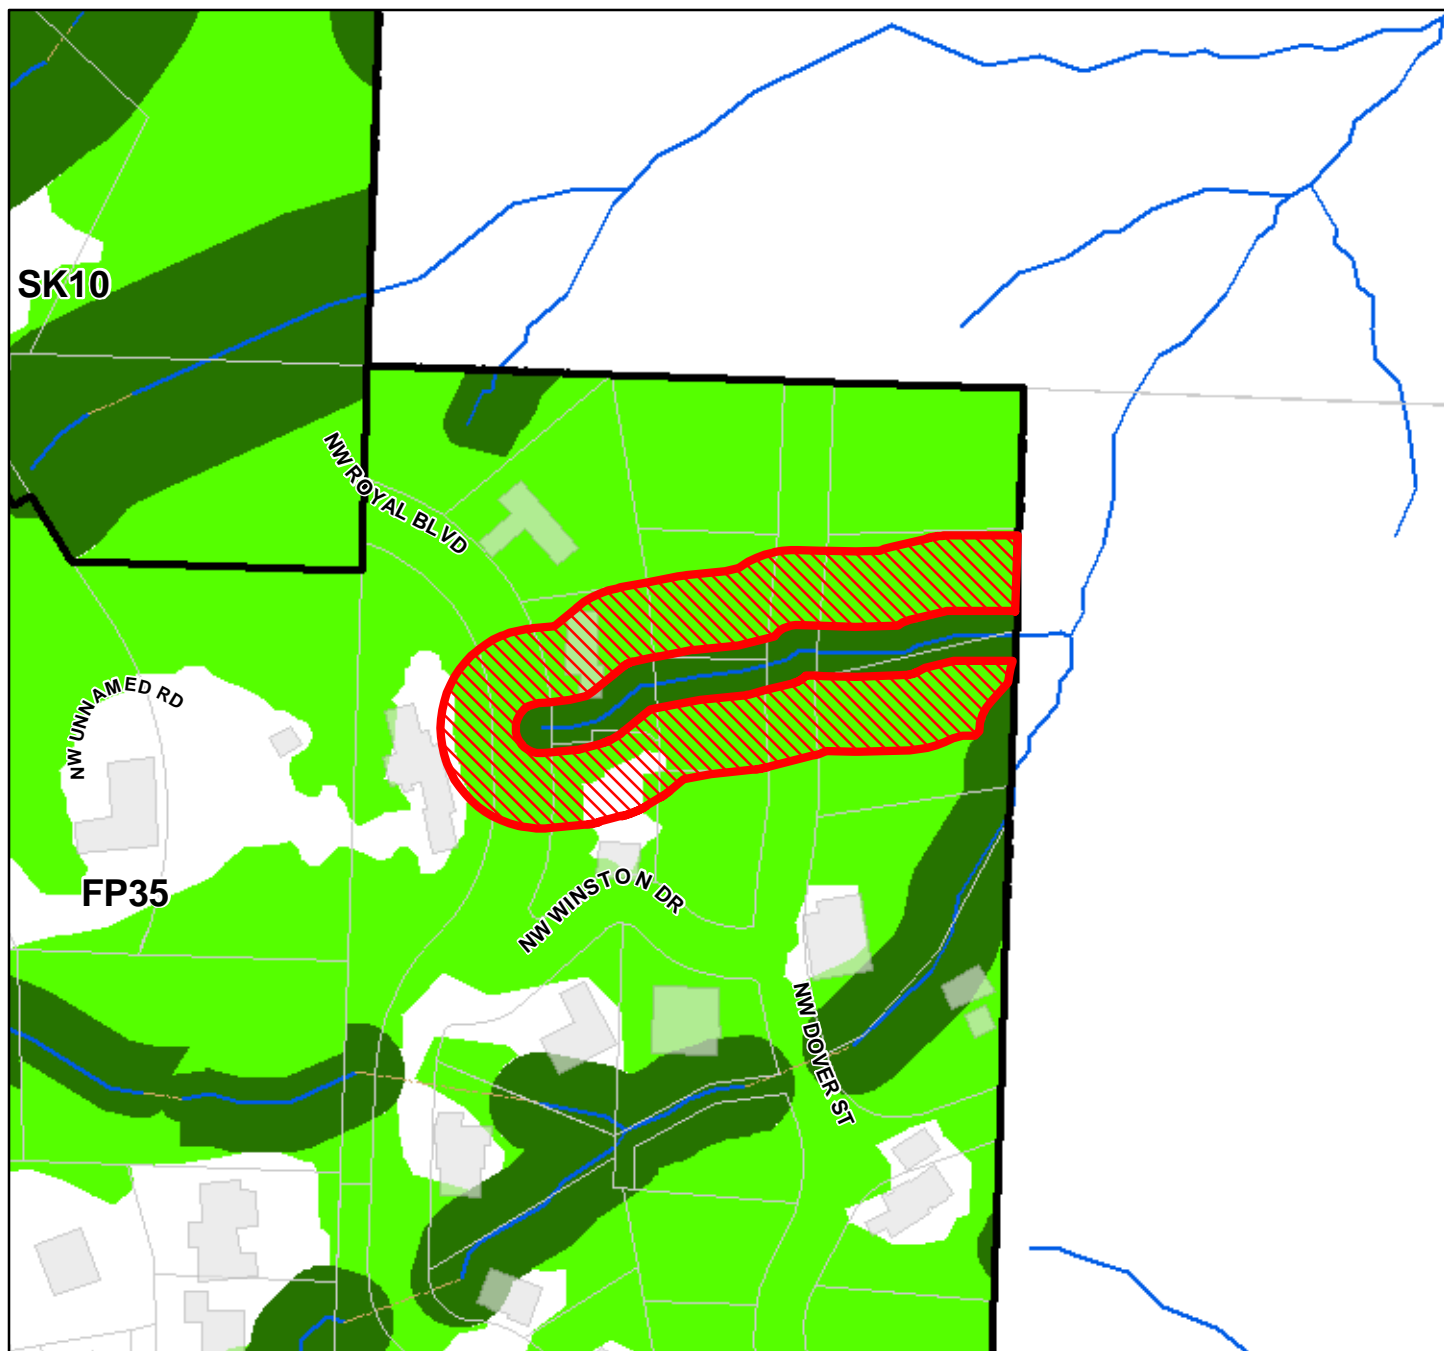 SK10
NW ROYAL BLVD
NW UNNAMED RD
FP35
NW WINSTON DR
NW DOVER ST